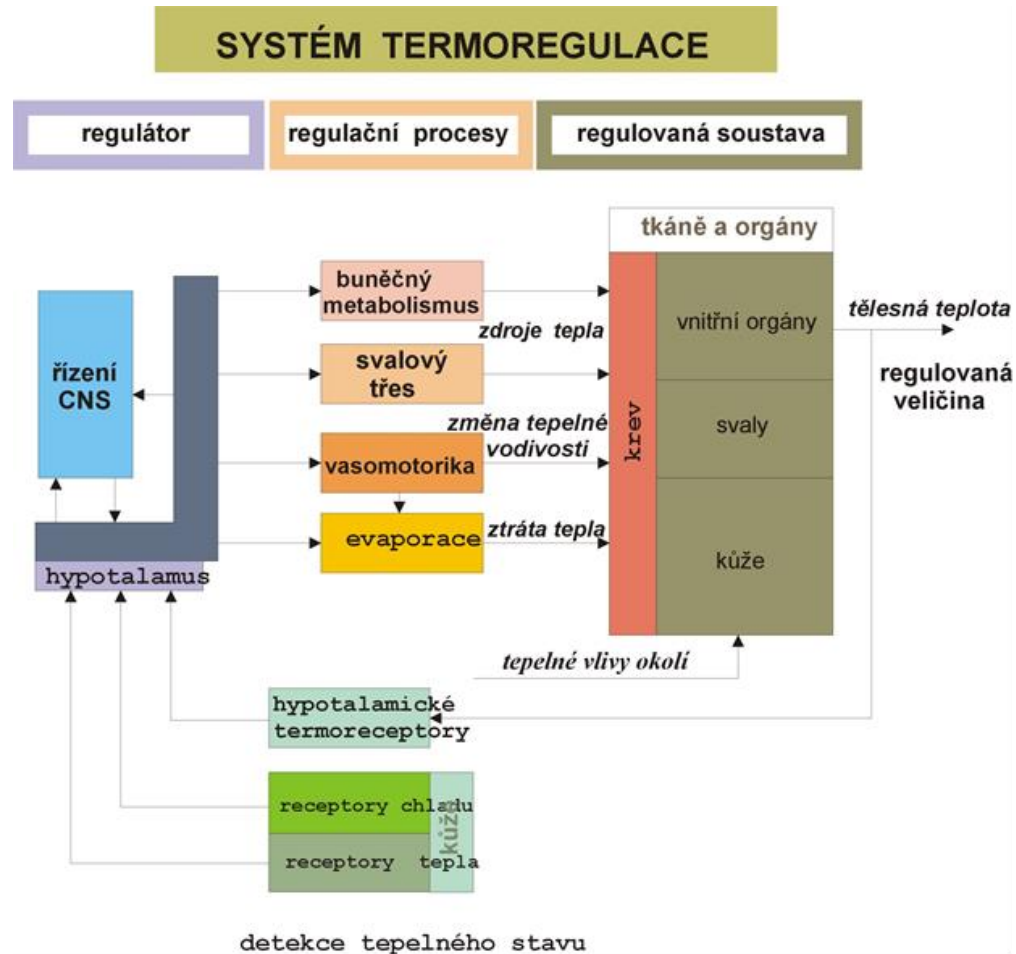 SYSTÉM TERMOREGULACE
regulátor
regulační procesy
regulovaná soustava
tkáně a orgány
buněčný
metabolismus
zdroje tepla
svalový
třes
změna tepelné
vodivosti
vasomotorika
evaporace
ztráta tepla
řízení
CNS
hypotalamus
krev
vnitřní orgány
svaly
kůže
tělesná teplota
regulovaná
veličina
tepelné vlivy okolí
hypotalamické
termoreceptory
receptory chladu
receptory tepla
kůže
detekce tepelného stavu